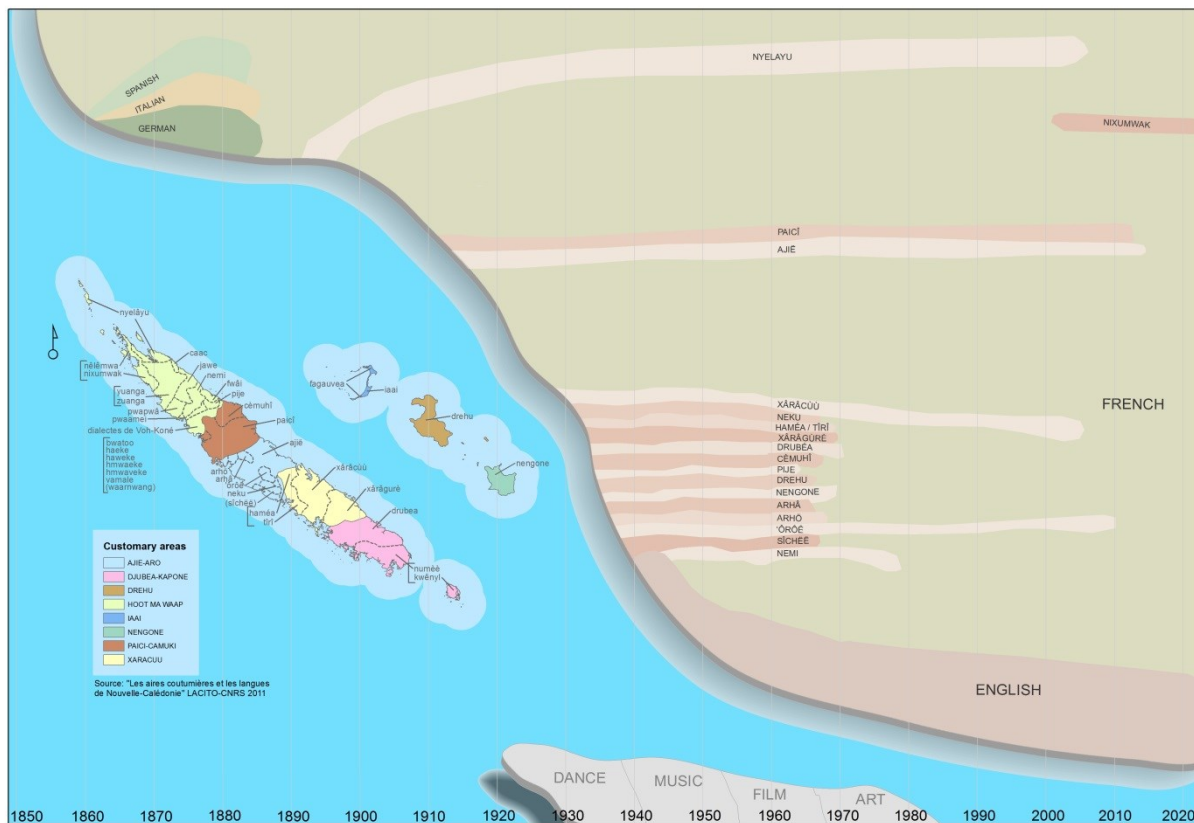 NYELAYU
SPANISH
ITALIAN
GERMAN
NIXUMWAK
PAICÎ
AJIË
nyelâyu
caac
jawe
nemi
fwâi
pije
cèmuhî
paicî
nêlêmwa
nixumwak
yuanga
zuanga
pwapwâ
pwaamei
dialectes de Voh-Koné
bwatoo
haeke
haweke
hmwaeke
hmwaveke
vamale
(waamwang)
ajië
arhö
arhâ
ôrôê
neku
(sîchëë)
haméa
tîrî
xârâcùù
xârâgurè
drubea
numèè
kwênyï
fagauvea
iaai
drehu
nengone
XÂRÂCÙÙ
NEKU
HAMÉA / TÎRÎ
XÂRÂGÙRÈ
DRUBÉA
CÈMUHÎ
PIJE
DREHU
NENGONE
ARHÂ
ARHÖ
'ÔRÔÊ
SÎCHËË
NEMI
FRENCH
ENGLISH
Customary areas
AJIE-ARO
DJUBEA-KAPONE
DREHU
HOOT MA WAAP
IAAI
NENGONE
PAICI-CAMUKI
XARACUU
Source: "Les aires coutumières et les langues
de Nouvelle-Calédonie" LACITO-CNRS 2011
DANCE
MUSIC
FILM
ART
1850 1860 1870 1880 1890 1900 1910 1920 1930 1940 1950 1960 1970 1980 1990 2000 2010 2020